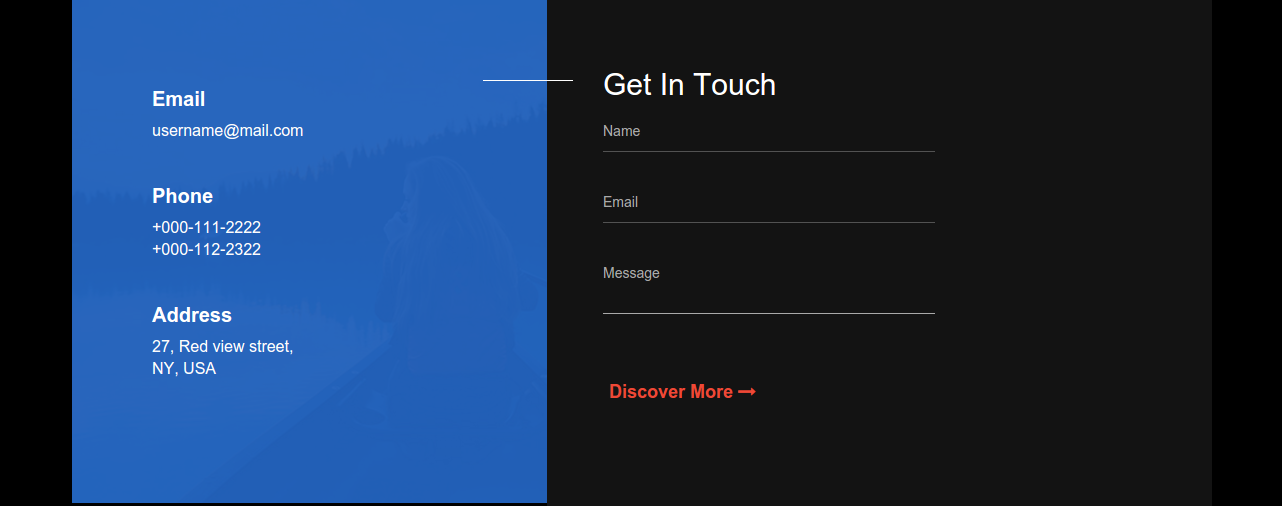 Email
username@mail.com
Phone
+000-111-2222
+000-112-2322
Address
27, Red view street,
NY, USA
Get In Touch
Name
Email
Message
Discover More